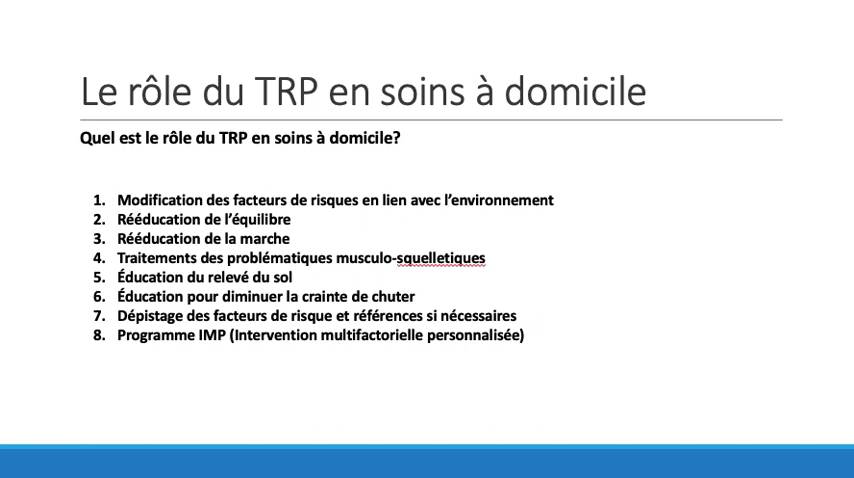 Le rôle du TRP en soins à domicile
Quel est le rôle du TRP en soins à domicile?
1. Modification des facteurs de risques en lien avec l’environnement
2. Rééducation de l’équilibre
3. Rééducation de la marche
4. Traitements des problématiques musculo-squelletiques
5. Éducation du relevé du sol
6. Éducation pour diminuer la crainte de chuter
7. Dépistage des facteurs de risque et références si nécessaires
8. Programme IMP (Intervention multifactorielle personnalisée)